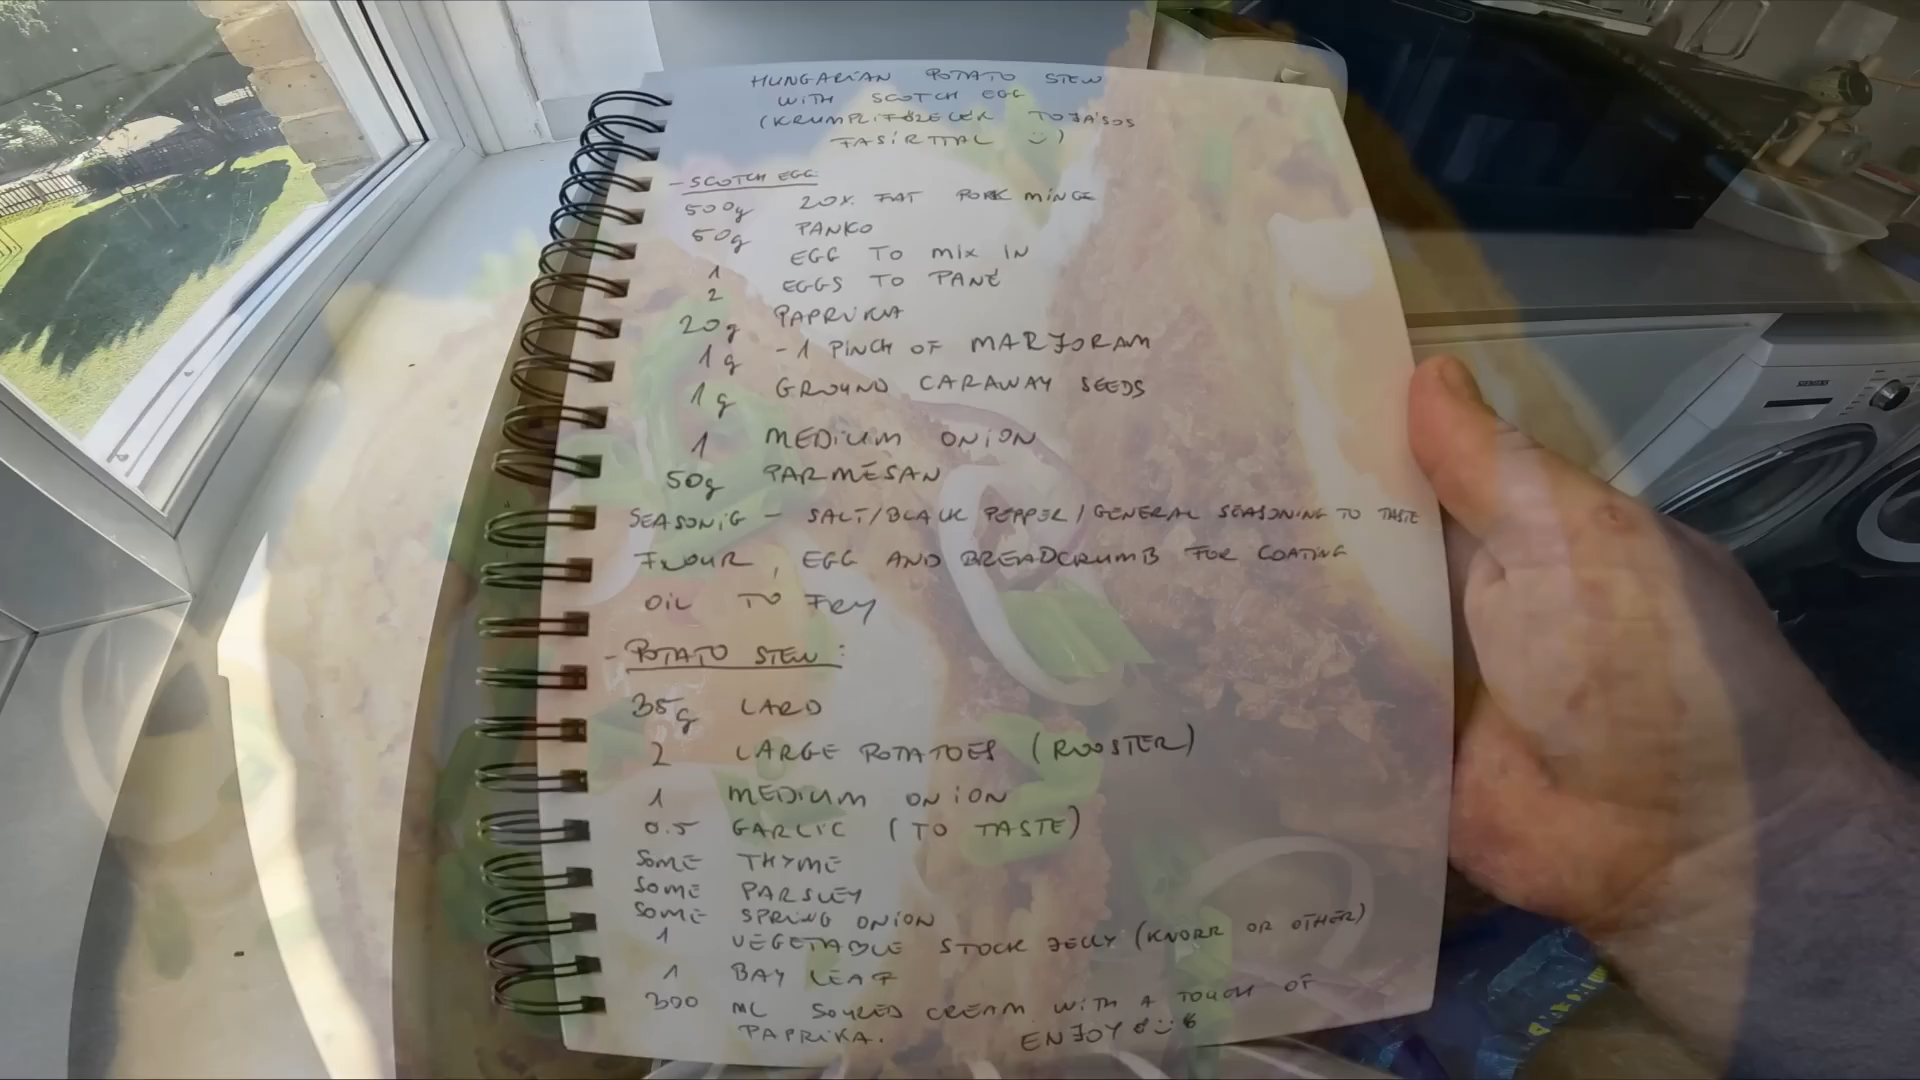 HUNGARIAN POTATO STEW
WITH SCOTCH EGG
(KRUMPLIFŐZELÉK TOJÁSOS
FASÍRTTAL :)
- SCOTCH EGG
500g 20% FAT PORK MINCE
50g PANKO
1 EGG TO MIX IN
2 EGGS TO PANÉ
20g PAPRIKA
1g - 1 PINCH OF MARJORAM
1g GROUND CARAWAY SEEDS
1 MEDIUM ONION
50g PARMESAN
SEASONIG - SALT/BLACK PEPPER/GENERAL SEASONING TO TASTE
FLOUR, EGG AND BREADCRUMB FOR COATING
OIL TO FRY
- POTATO STEW:
35g LARD
2 LARGE POTATOES (ROOSTER)
1 MEDIUM ONION
0.5 GARLIC (TO TASTE)
SOME THYME
SOME PARSLEY
SOME SPRING ONION
1 VEGETABLE STOCK JELLY (KNORR OR OTHER)
1 BAY LEAF
300 ML SOURED CREAM WITH A TOUCH OF
PAPRIKA. ENJOY
SIEMENS